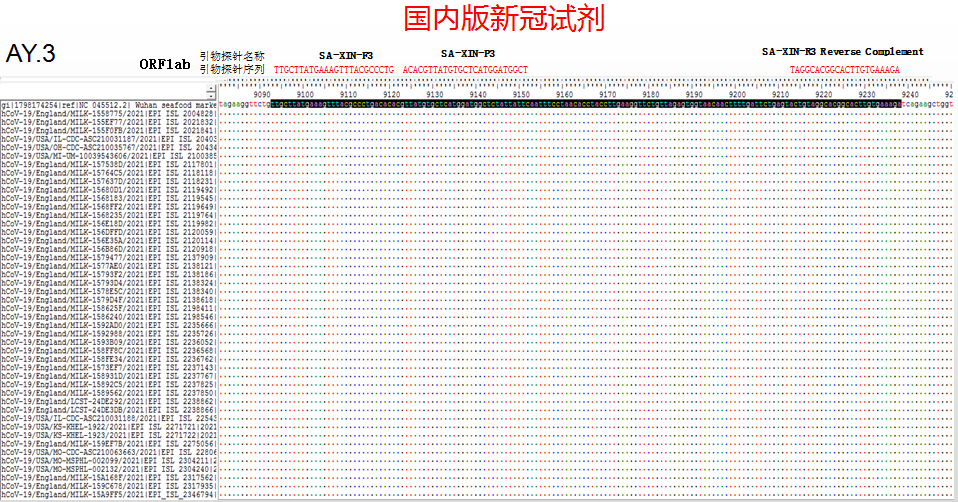 国内版新冠试剂
AY.3
ORF1ab
引物探针名称 SA-XIN-F3 SA-XIN-P3 SA-XIN-R3 Reverse Complement
引物探针序列 TTGCTTATGAAAGTTTACGCCCTG ACACGTTATGTGCTCATGGATGGCT TAGGCACGGCACTTGTGAAAGA
9090 9100 9110 9120 9130 9140 9150 9160 9170 9180 9190 9200 9210 9220 9230 9240 92
gi|1798174254|ref|NC 045512.2| Wuhan seafood marke
hCoV-19/England/MILK-1558775/2021|EPI ISL 2004828|
hCoV-19/England/MILK-155EF77/2021|EPI ISL 2021832|
hCoV-19/England/MILK-155F0FB/2021|EPI ISL 2021841|
hCoV-19/USA/IL-CDC-ASC210031187/2021|EPI ISL 20403
hCoV-19/USA/OH-CDC-ASC210035767/2021|EPI ISL 20434
hCoV-19/USA/MI-UM-10039543606/2021|EPI ISL 2100385
hCoV-19/England/MILK-157538D/2021|EPI ISL 2117801|
hCoV-19/England/MILK-15764C5/2021|EPI ISL 2118118|
hCoV-19/England/MILK-157637D/2021|EPI ISL 2118231|
hCoV-19/England/MILK-15680D1/2021|EPI ISL 2119492|
hCoV-19/England/MILK-1568183/2021|EPI ISL 2119545|
hCoV-19/England/MILK-1568FF2/2021|EPI ISL 2119649|
hCoV-19/England/MILK-1568235/2021|EPI ISL 2119764|
hCoV-19/England/MILK-156E18D/2021|EPI ISL 2119982|
hCoV-19/England/MILK-156DFFD/2021|EPI ISL 2120059|
hCoV-19/England/MILK-156E35A/2021|EPI ISL 2120114|
hCoV-19/England/MILK-156B86D/2021|EPI ISL 2120918|
hCoV-19/England/MILK-1579477/2021|EPI ISL 2137909|
hCoV-19/England/MILK-1577AE0/2021|EPI ISL 2138121|
hCoV-19/England/MILK-15793F2/2021|EPI ISL 2138186|
hCoV-19/England/MILK-15793D4/2021|EPI ISL 2138324|
hCoV-19/England/MILK-1578E5C/2021|EPI ISL 2138340|
hCoV-19/England/MILK-1579D4F/2021|EPI ISL 2138618|
hCoV-19/England/MILK-158625F/2021|EPI ISL 2198411|
hCoV-19/England/MILK-1586240/2021|EPI ISL 2198546|
hCoV-19/England/MILK-1592AD0/2021|EPI ISL 2235666|
hCoV-19/England/MILK-1592988/2021|EPI ISL 2235726|
hCoV-19/England/MILK-1593B09/2021|EPI ISL 2236052|
hCoV-19/England/MILK-158FF8C/2021|EPI ISL 2236568|
hCoV-19/England/MILK-158FE34/2021|EPI ISL 2236762|
hCoV-19/England/MILK-1573EF7/2021|EPI ISL 2237143|
hCoV-19/England/MILK-158931D/2021|EPI ISL 2237767|
hCoV-19/England/MILK-15892C5/2021|EPI ISL 2237825|
hCoV-19/England/MILK-1589562/2021|EPI ISL 2237850|
hCoV-19/England/LCST-24DE292/2021|EPI ISL 2238862|
hCoV-19/England/LCST-24DE3DB/2021|EPI ISL 2238866|
hCoV-19/USA/IL-CDC-ASC210031188/2021|EPI ISL 22543
hCoV-19/USA/KS-KHEL-1922/2021|EPI ISL 2271721|2021
hCoV-19/USA/KS-KHEL-1923/2021|EPI ISL 2271722|2021
hCoV-19/England/MILK-159EF7B/2021|EPI ISL 2275056|
hCoV-19/USA/MO-CDC-ASC210063663/2021|EPI ISL 22806
hCoV-19/USA/MO-MSPHL-002099/2021|EPI ISL 2304211|2
hCoV-19/USA/MO-MSPHL-002132/2021|EPI ISL 2304240|2
hCoV-19/England/MILK-15A168F/2021|EPI ISL 2317562|
hCoV-19/England/MILK-159C678/2021|EPI ISL 2317935|
hCoV-19/England/MILK-15A9FF5/2021|EPI_ISL_2346794|